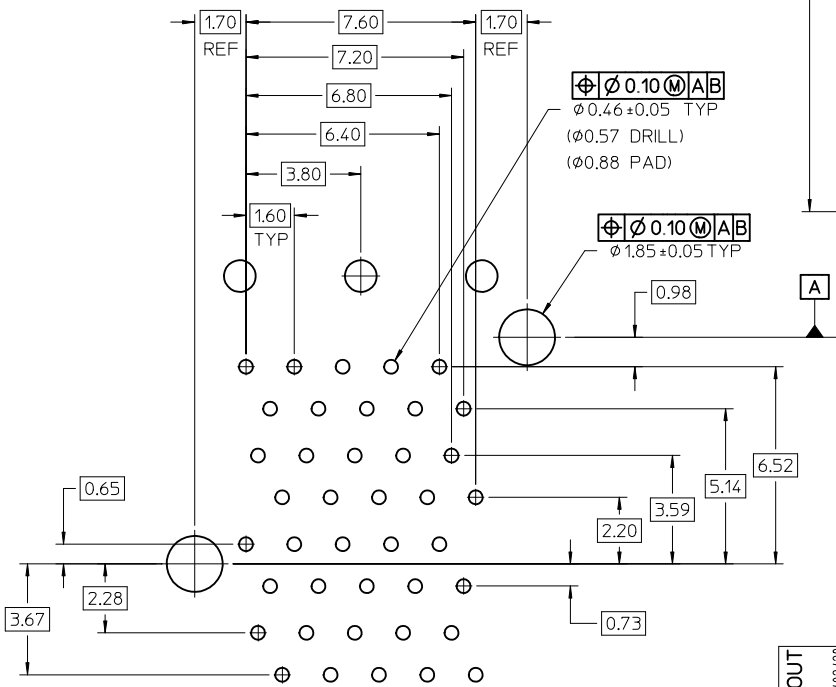 1.70
7.60
1.70
REF
REF
7.20
6.80
⌖ Ø 0.10 Ⓜ A B
Ø0.46±0.05 TYP
6.40
(Ø0.57 DRILL)
(Ø0.88 PAD)
3.80
1.60
TYP
⌖ Ø 0.10 Ⓜ A B
Ø1.85±0.05 TYP
0.98
A
6.52
5.14
0.65
3.59
2.20
2.28
3.67
0.73
OUT